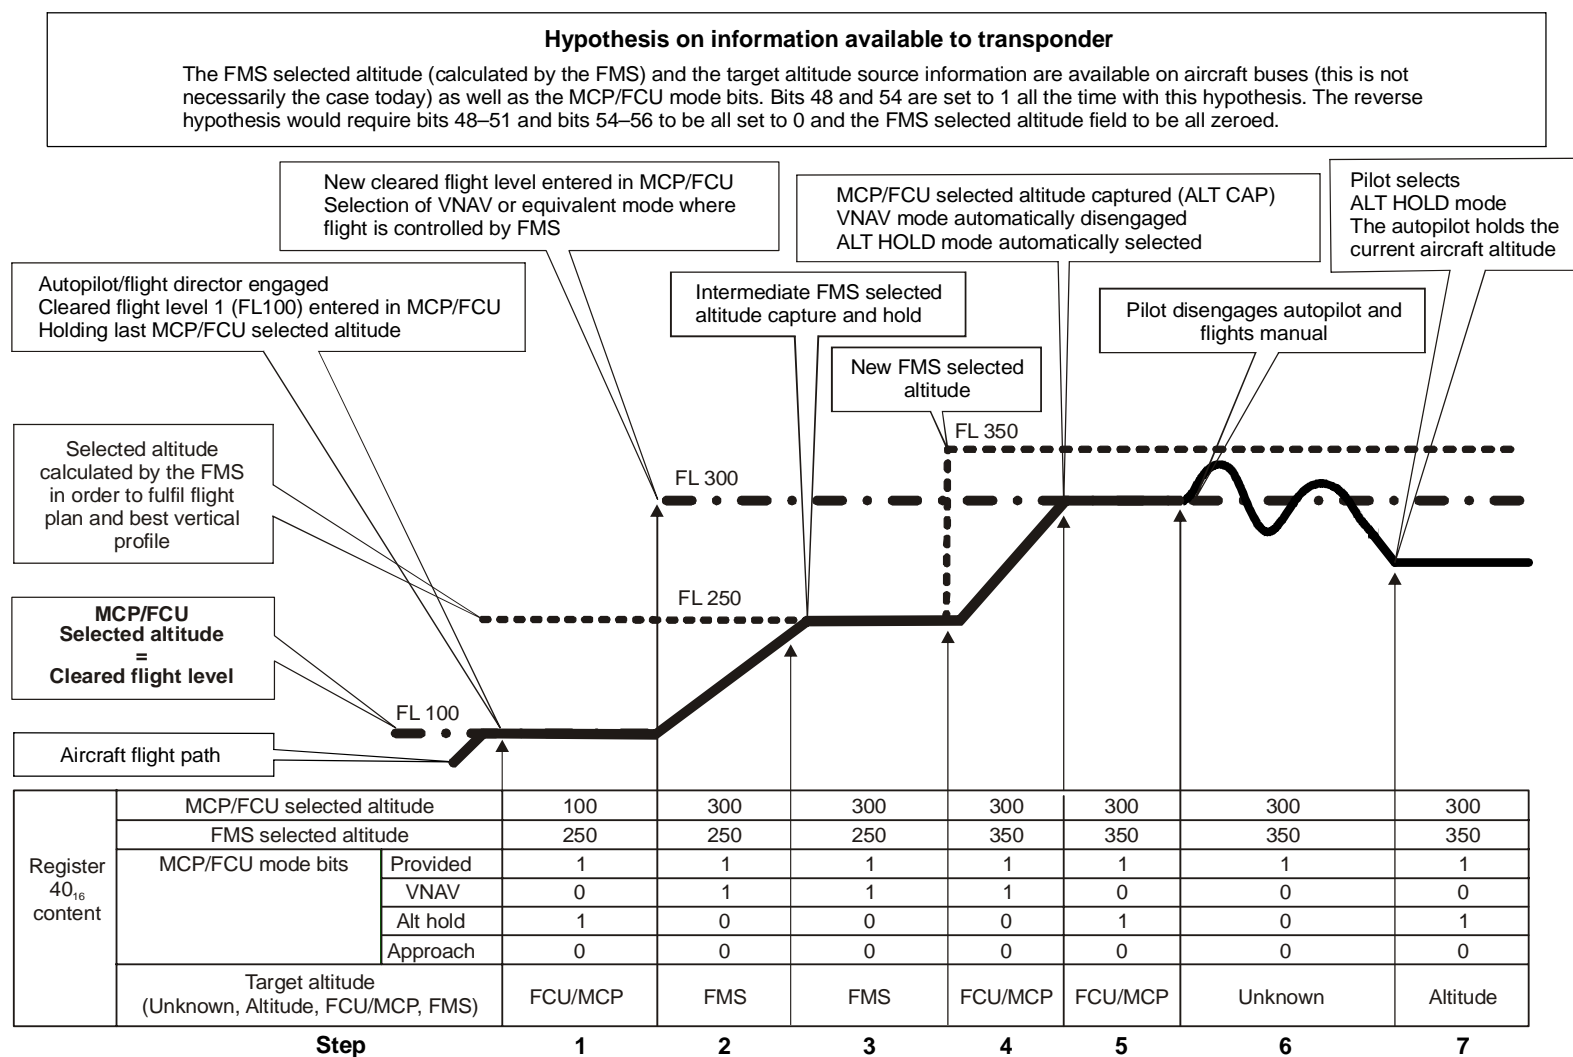 Hypothesis on information available to transponder
The FMS selected altitude (calculated by the FMS) and the target altitude source information are available on aircraft buses (this is not
necessarily the case today) as well as the MCP/FCU mode bits. Bits 48 and 54 are set to 1 all the time with this hypothesis. The reverse
hypothesis would require bits 48–51 and bits 54–56 to be all set to 0 and the FMS selected altitude field to be all zeroed.
New cleared flight level entered in MCP/FCU
Selection of VNAV or equivalent mode where
flight is controlled by FMS
MCP/FCU selected altitude captured (ALT CAP)
VNAV mode automatically disengaged
ALT HOLD mode automatically selected
Pilot selects
ALT HOLD mode
The autopilot holds the
current aircraft altitude
Autopilot/flight director engaged
Cleared flight level 1 (FL100) entered in MCP/FCU
Holding last MCP/FCU selected altitude
Intermediate FMS selected
altitude capture and hold
Pilot disengages autopilot and
flights manual
New FMS selected
altitude
Selected altitude
calculated by the FMS
in order to fulfil flight
plan and best vertical
profile
FL 350
FL 300
FL 250
MCP/FCU
Selected altitude
=
Cleared flight level
FL 100
Aircraft flight path
Register
40₁₆
content
MCP/FCU selected altitude 100 300 300 300 300 300 300
FMS selected altitude 250 250 250 350 350 350 350
MCP/FCU mode bits Provided 1 1 1 1 1 1 1
VNAV 0 1 1 1 0 0 0
Alt hold 1 0 0 0 1 0 1
Approach 0 0 0 0 0 0 0
Target altitude
(Unknown, Altitude, FCU/MCP, FMS) FCU/MCP FMS FMS FCU/MCP FCU/MCP Unknown Altitude
Step 1 2 3 4 5 6 7